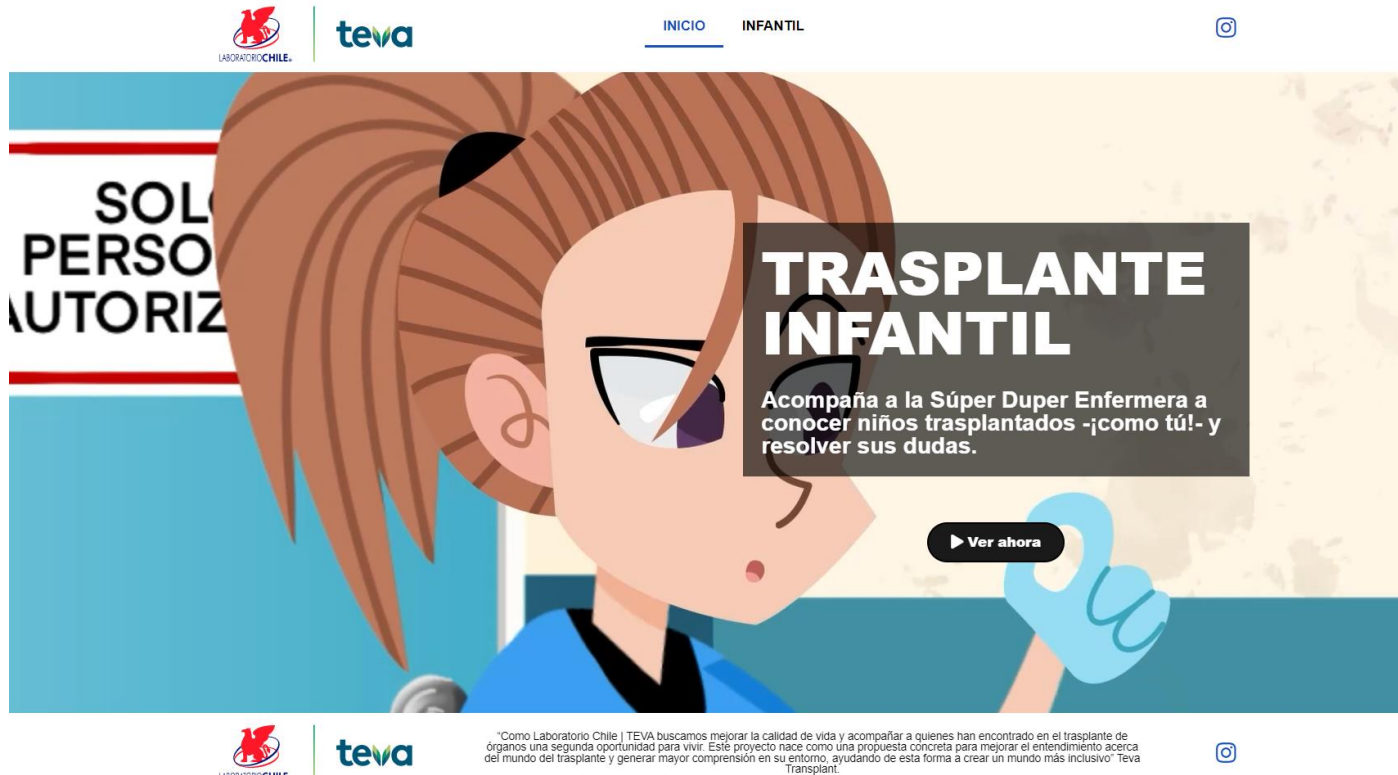 LABORATORIOCHILE®
teva
INICIO
INFANTIL
SOL
PERSO
AUTORIZ
TRASPLANTE
INFANTIL
Acompaña a la Súper Duper Enfermera a
conocer niños trasplantados -¡como tú!- y
resolver sus dudas.
Ver ahora
LABORATORIOCHILE
teva
“Como Laboratorio Chile | TEVA buscamos mejorar la calidad de vida y acompañar a quienes han encontrado en el trasplante de
órganos una segunda oportunidad para vivir. Este proyecto nace como una propuesta concreta para mejorar el entendimiento acerca
del mundo del trasplante y generar mayor comprensión en su entorno, ayudando de esta forma a crear un mundo más inclusivo” Teva
Transplant.